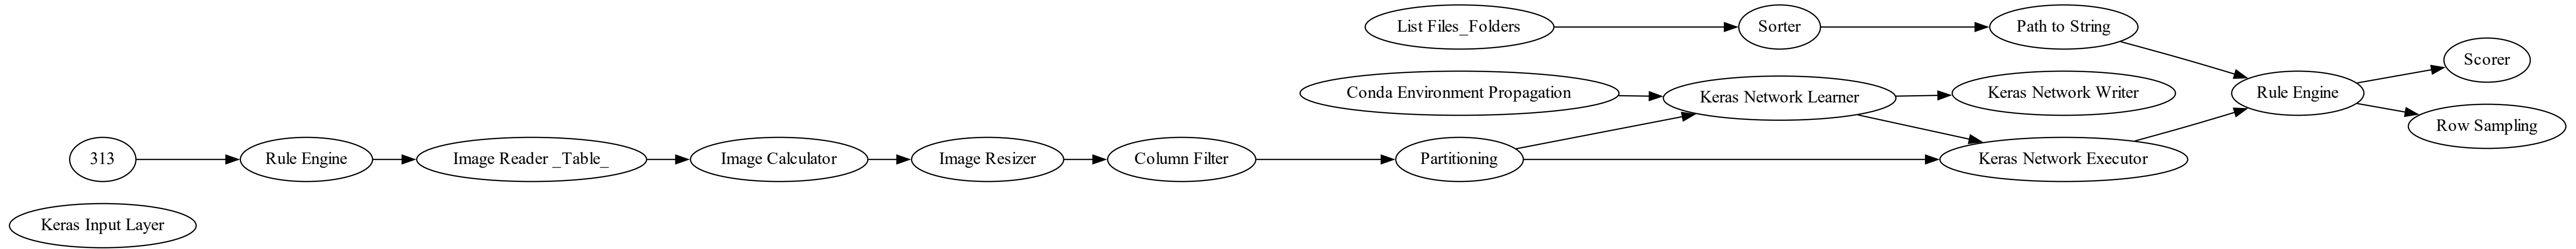 List Files_Folders
Sorter
Path to String
Scorer
Conda Environment Propagation
Keras Network Learner
Keras Network Writer
Rule Engine
Row Sampling
313
Rule Engine
Image Reader _Table_
Image Calculator
Image Resizer
Column Filter
Partitioning
Keras Network Executor
Keras Input Layer